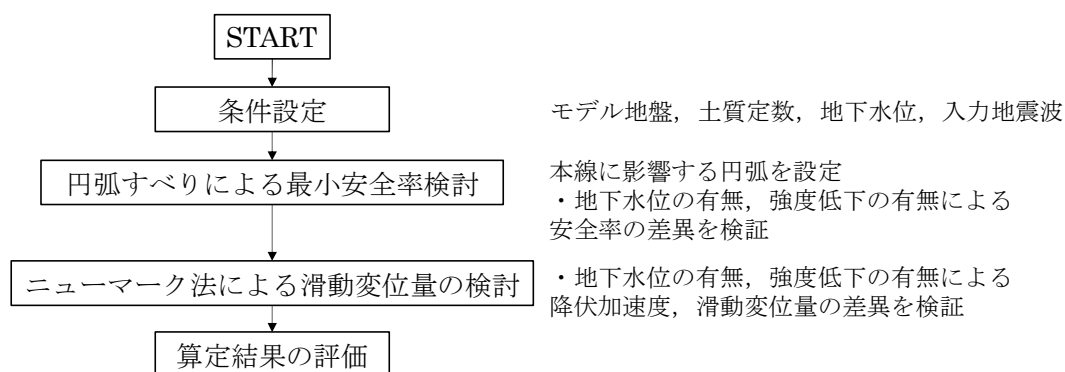 START
条件設定
モデル地盤，土質定数，地下水位，入力地震波
円弧すべりによる最小安全率検討
本線に影響する円弧を設定
・地下水位の有無，強度低下の有無による
安全率の差異を検証
ニューマーク法による滑動変位量の検討
・地下水位の有無，強度低下の有無による
降伏加速度，滑動変位量の差異を検証
算定結果の評価